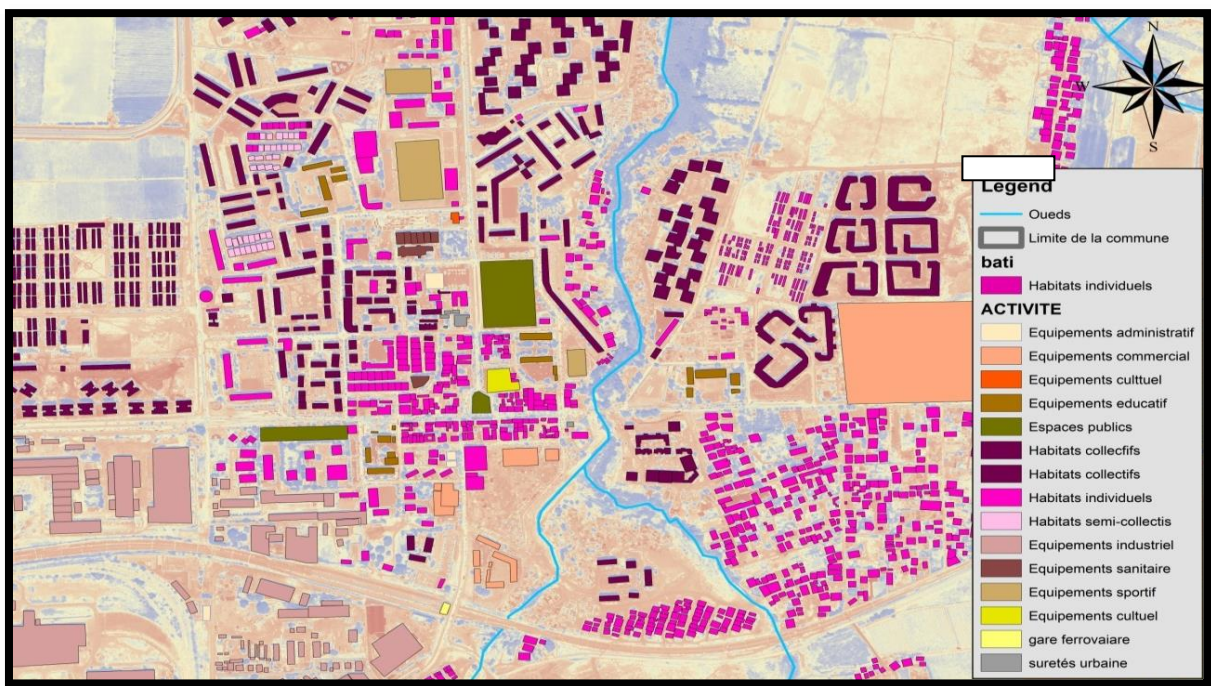 N
W
S
Legend
Oueds
Limite de la commune
bati
Habitats individuels
ACTIVITE
Equipements administratif
Equipements commercial
Equipements culttuel
Equipements educatif
Espaces publics
Habitats collecfifs
Habitats collectifs
Habitats individuels
Habitats semi-collectis
Equipements industriel
Equipements sanitaire
Equipements sportif
Equipements cultuel
gare ferrovaiare
suretés urbaine